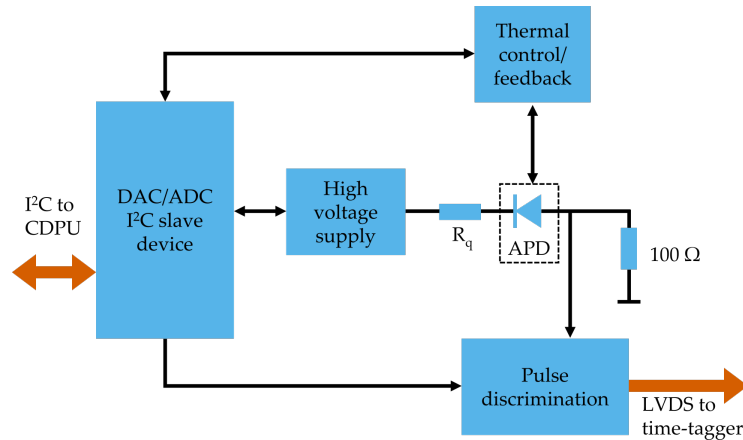 Thermal
control/
feedback
I²C to
CDPU
DAC/ADC
I²C slave
device
High
voltage
supply
R_q
APD
100 Ω
Pulse
discrimination
LVDS to
time-tagger